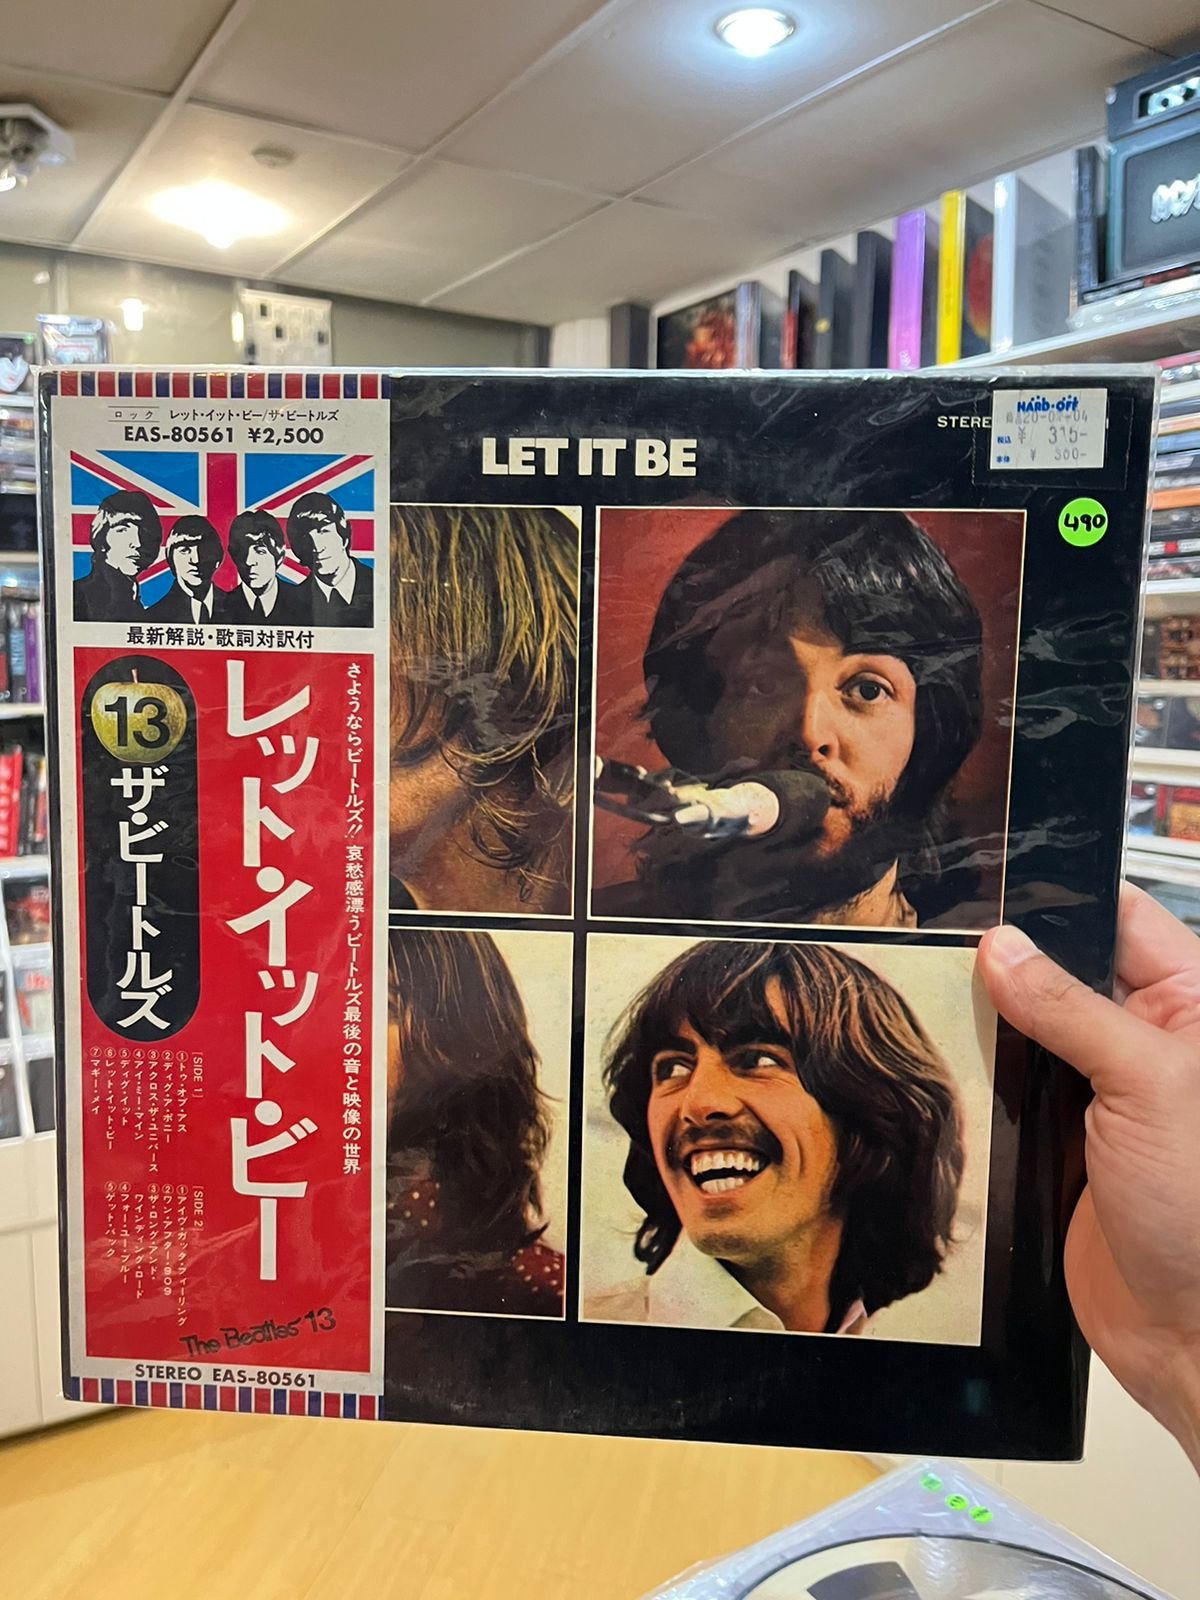 ロック レット・イット・ビー/ザ・ビートルズ
EAS-80561 ¥2,500
最新解説・歌詞対訳付
13
ザ・ビートルズ
レット・イット・ビー
さようならビートルズ!! 哀愁感漂うビートルズ最後の音と映像の世界
[SIDE 1]
①トゥ・オブ・アス
②ディグ・ア・ポニー
③アクロス・ザ・ユニバース
④アイ・ミー・マイン
⑤ディグ・イット
⑥レット・イット・ビー
⑦マギー・メイ
[SIDE 2]
①アイヴ・ガッタ・フィーリング
②ワン・アフター・909
③ザ・ロング・アンド・
ワインディング・ロード
④フォー・ユー・ブルー
⑤ゲット・バック
The Beatles 13
STEREO EAS-80561
LET IT BE
STERE
HARD・OFF
税込 ¥ 315-
本体 ¥ 300-
490